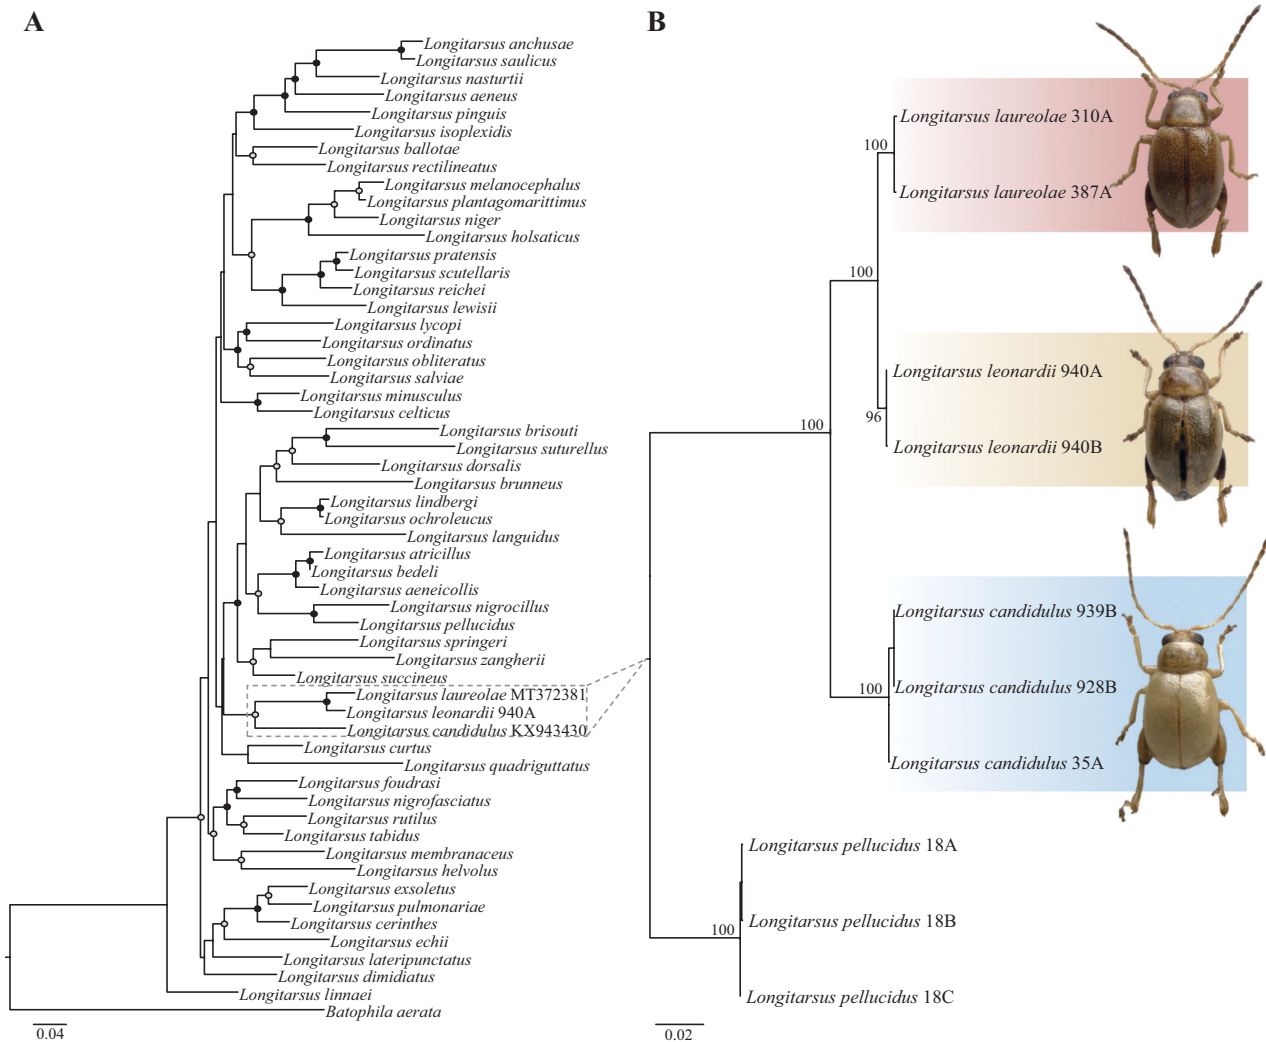 A
Longitarsus anchusae
Longitarsus saulicus
Longitarsus nasturtii
Longitarsus aeneus
Longitarsus pinguis
Longitarsus isoplexidis
Longitarsus ballotae
Longitarsus rectilineatus
Longitarsus melanocephalus
Longitarsus plantagomarittimus
Longitarsus niger
Longitarsus holsaticus
Longitarsus pratensis
Longitarsus scutellaris
Longitarsus reichei
Longitarsus lewisii
Longitarsus lycopi
Longitarsus ordinatus
Longitarsus obliteratus
Longitarsus salviae
Longitarsus minusculus
Longitarsus celticus
Longitarsus brisouti
Longitarsus suturellus
Longitarsus dorsalis
Longitarsus brunneus
Longitarsus lindbergi
Longitarsus ochroleucus
Longitarsus languidus
Longitarsus atricillus
Longitarsus bedeli
Longitarsus aeneicollis
Longitarsus nigrocillus
Longitarsus pellucidus
Longitarsus springeri
Longitarsus zangherii
Longitarsus succineus
Longitarsus laureolae MT372381
Longitarsus leonardii 940A
Longitarsus candidulus KX943430
Longitarsus curtus
Longitarsus quadriguttatus
Longitarsus foudrasi
Longitarsus nigrofasciatus
Longitarsus rutilus
Longitarsus tabidus
Longitarsus membranaceus
Longitarsus helvolus
Longitarsus exsoletus
Longitarsus pulmonariae
Longitarsus cerinthes
Longitarsus echii
Longitarsus lateripunctatus
Longitarsus dimidiatus
Longitarsus linnaei
Batophila aerata
0.04
B
Longitarsus laureolae 310A
100
Longitarsus laureolae 387A
100
Longitarsus leonardii 940A
96
100
Longitarsus leonardii 940B
Longitarsus candidulus 939B
100
Longitarsus candidulus 928B
Longitarsus candidulus 35A
Longitarsus pellucidus 18A
Longitarsus pellucidus 18B
100
Longitarsus pellucidus 18C
0.02